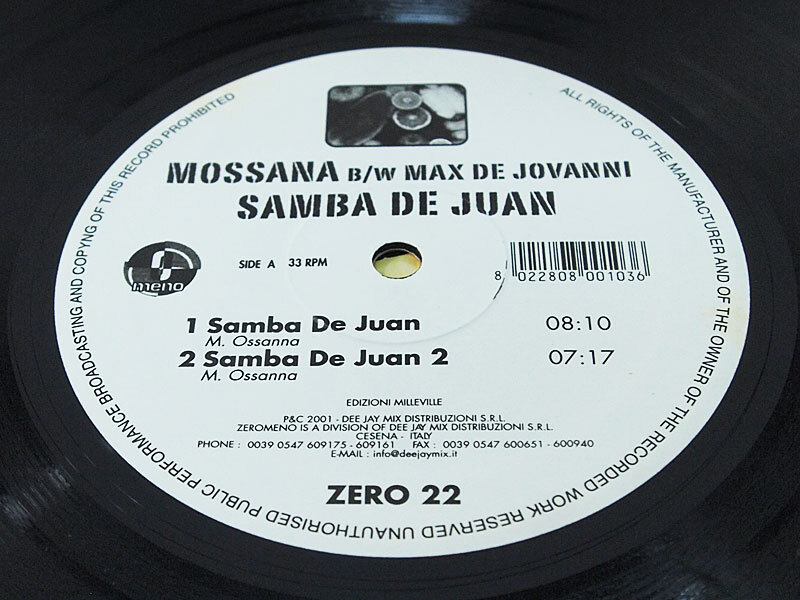 MOSSANA B/W MAX DE JOVANNI
SAMBA DE JUAN
meno
SIDE A 33 RPM
8 022808 001036
1 Samba De Juan 08:10
M. Ossanna
2 Samba De Juan 2 07:17
M. Ossanna
EDIZIONI MILLEVILLE
P&C 2001 - DEE JAY MIX DISTRIBUZIONI S.R.L.
ZEROMENO IS A DIVISION OF DEE JAY MIX DISTRIBUZIONI S.R.L.
CESENA - ITALY
PHONE : 0039 0547 609175 - 609161 FAX : 0039 0547 600651 - 600940
E-MAIL : info@deejaymix.it
ZERO 22
ALL RIGHTS OF THE MANUFACTURER AND OF THE OWNER OF THE RECORDED WORK RESERVED UNAUTHORISED PUBLIC PERFORMANCE BROADCASTING AND COPYNG OF THIS RECORD PROHIBITED